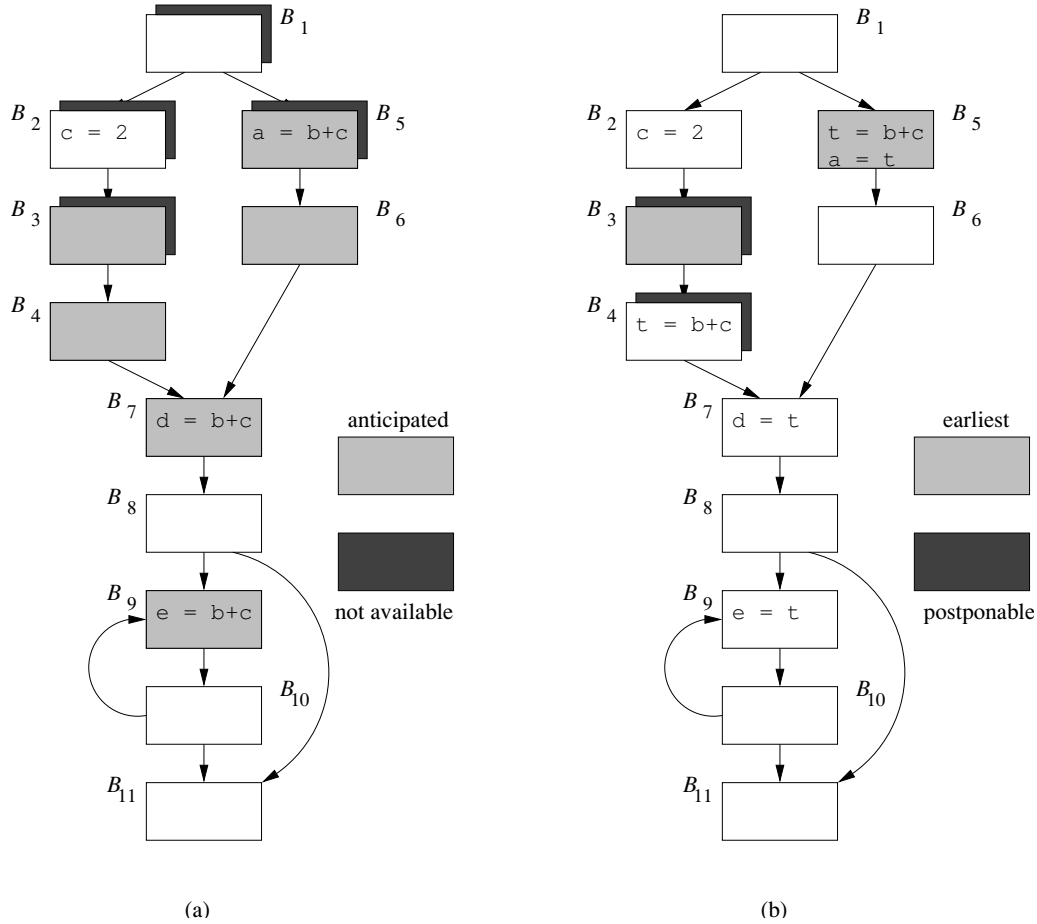 B1
B2
c = 2
a = b+c
B5
B3
B6
B4
B7
d = b+c
anticipated
B8
B9
e = b+c
not available
B10
B11
(a)
B1
B2
c = 2
t = b+c
a = t
B5
B3
B6
B4
t = b+c
B7
d = t
earliest
B8
B9
e = t
postponable
B10
B11
(b)